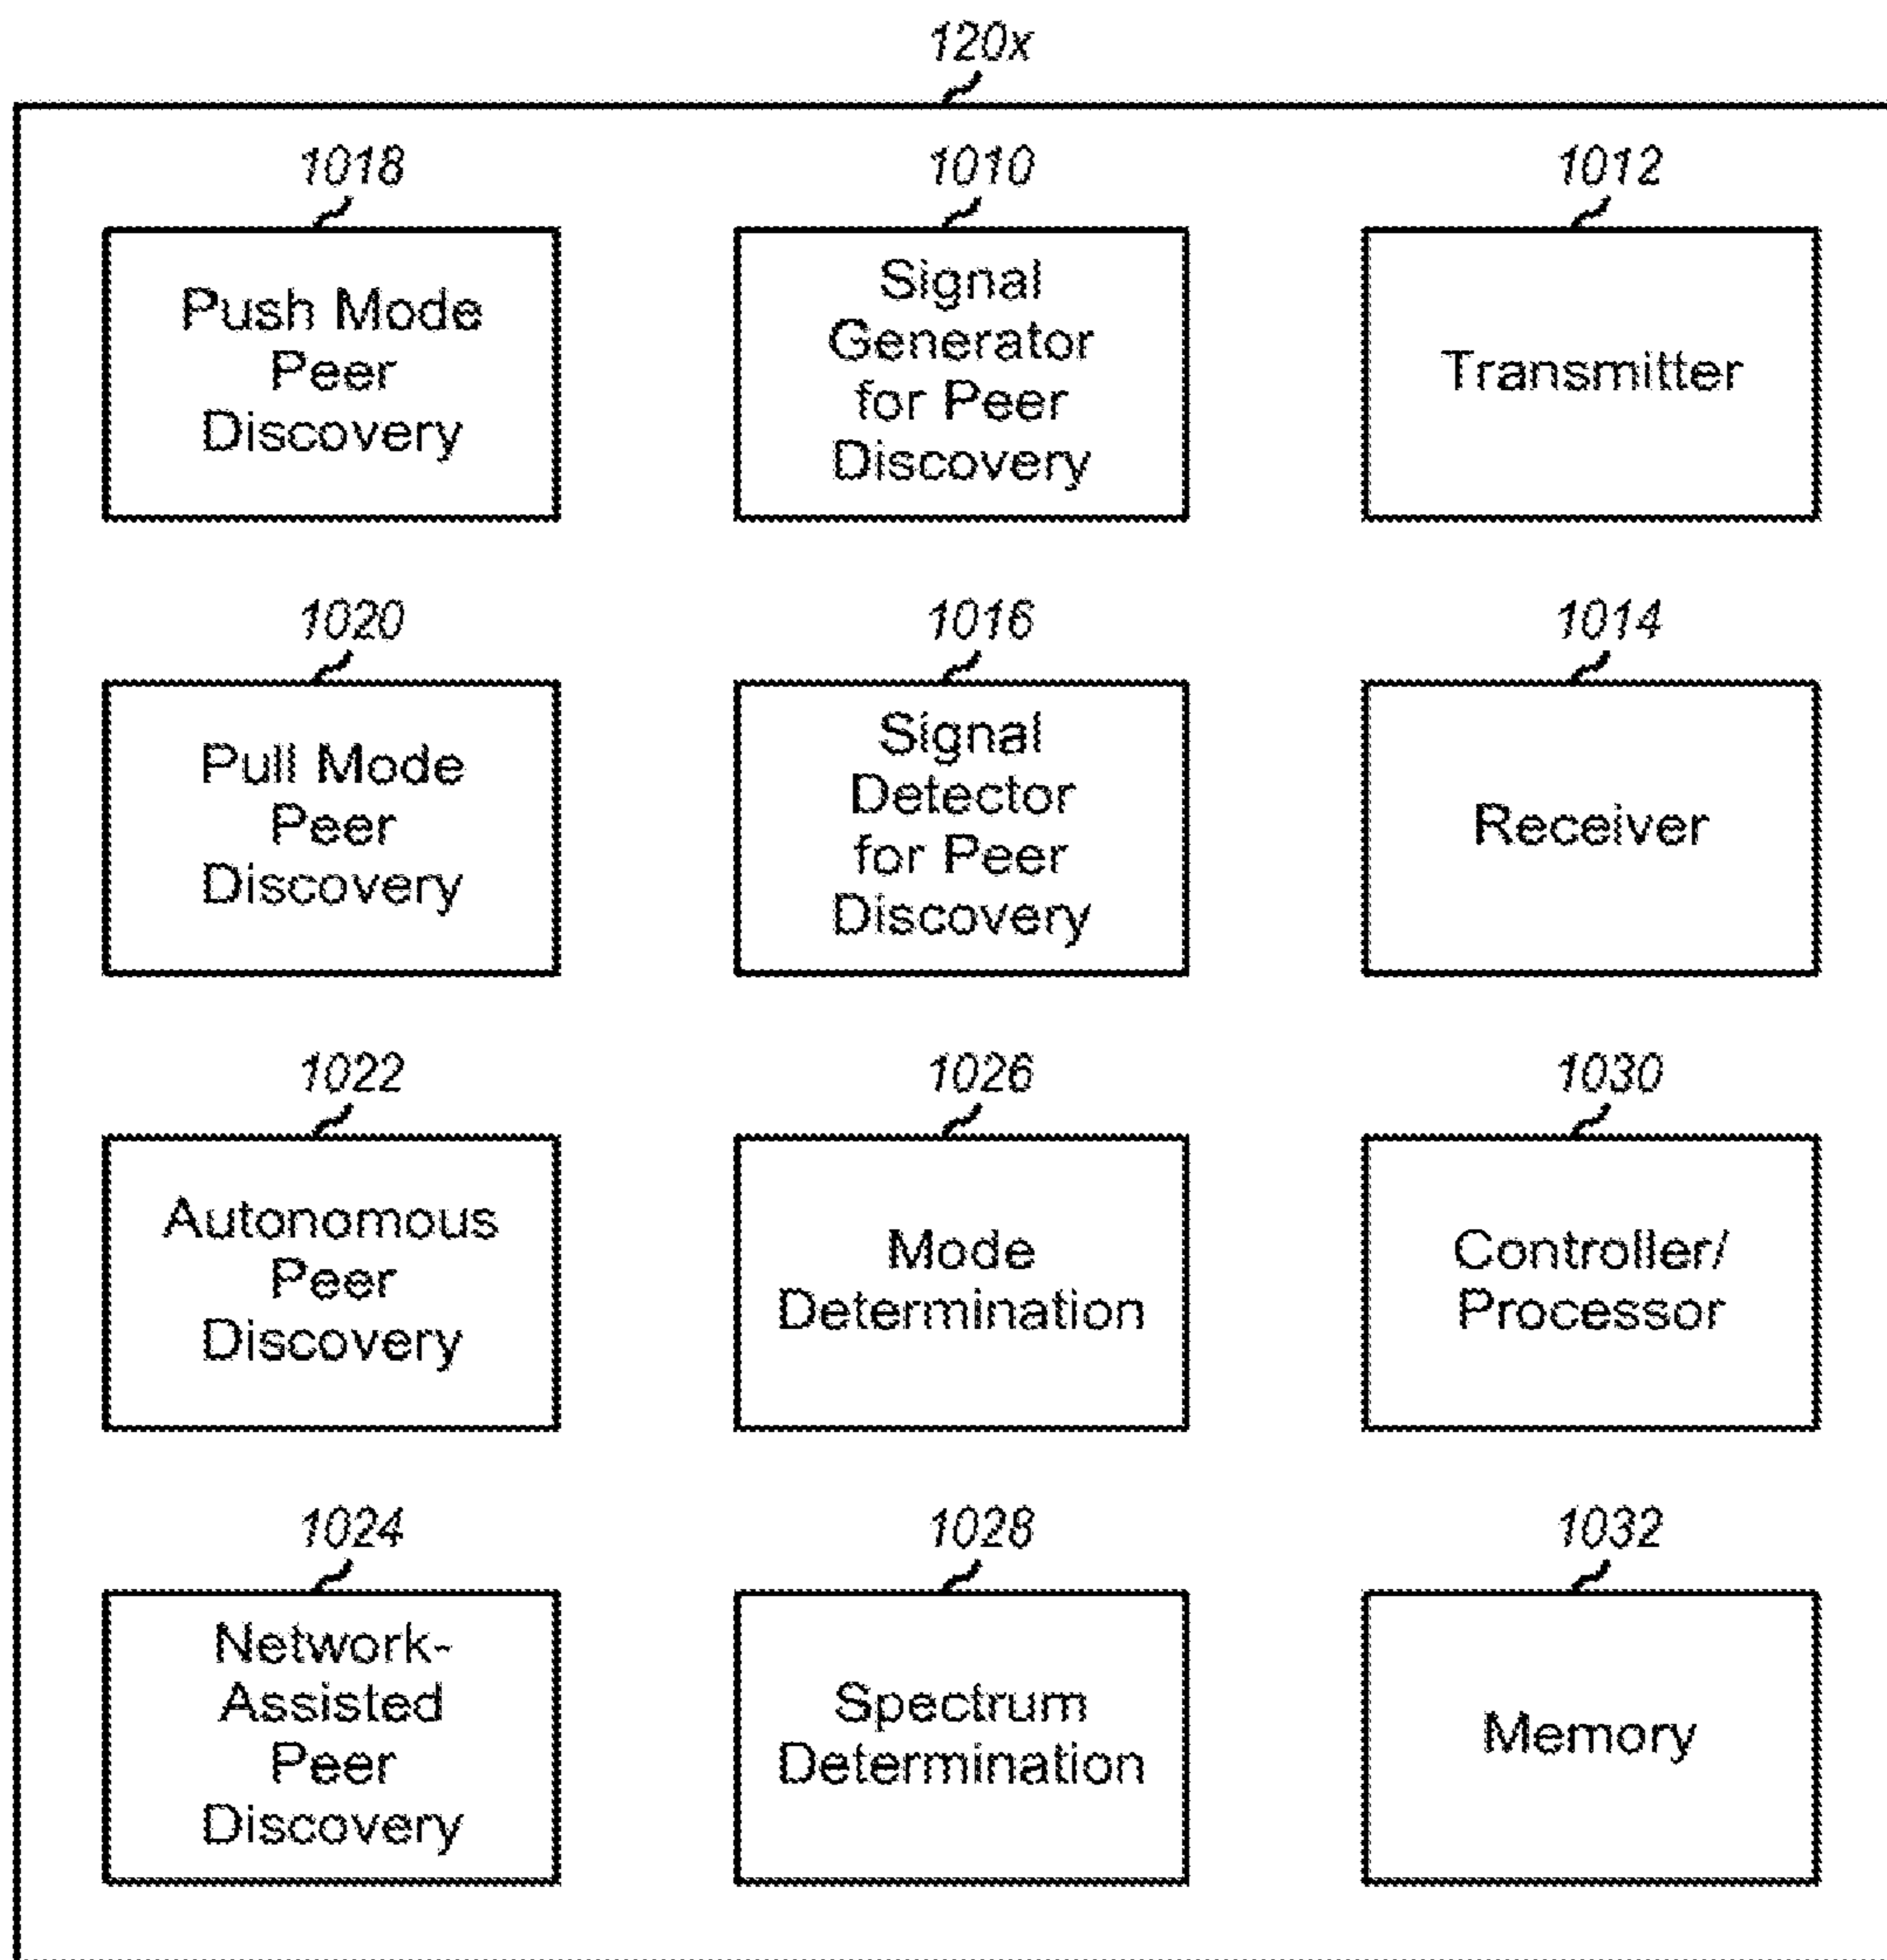 120x
1018
Push Mode
Peer
Discovery
1010
Signal
Generator
for Peer
Discovery
1012
Transmitter
1020
Pull Mode
Peer
Discovery
1016
Signal
Detector
for Peer
Discovery
1014
Receiver
1022
Autonomous
Peer
Discovery
1026
Mode
Determination
1030
Controller/
Processor
1024
Network-
Assisted
Peer
Discovery
1028
Spectrum
Determination
1032
Memory